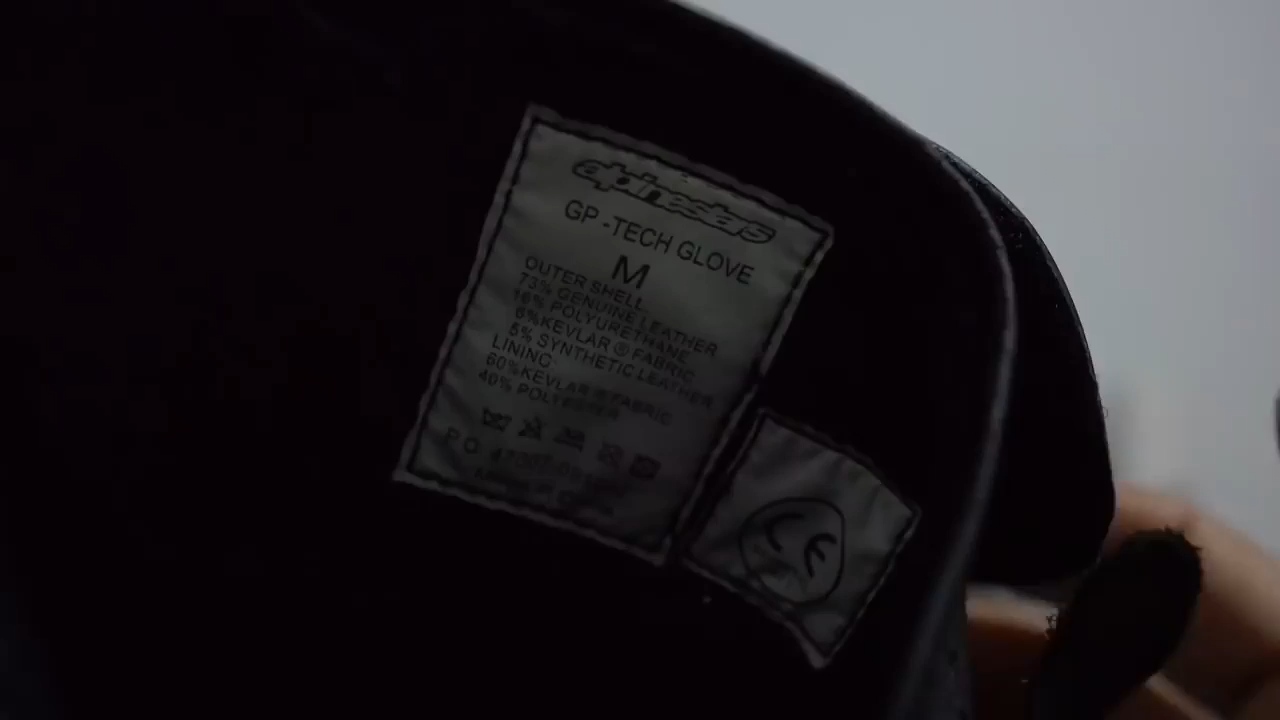 alpinestars
GP-TECH GLOVE
M
OUTER SHELL
73% GENUINE LEATHER
16% POLYURETHANE
6%KEVLAR ® FABRIC
5% SYNTHETIC LEATHER
LINING
60%KEVLAR ® FABRIC
40% POLYESTER
P.O
CE